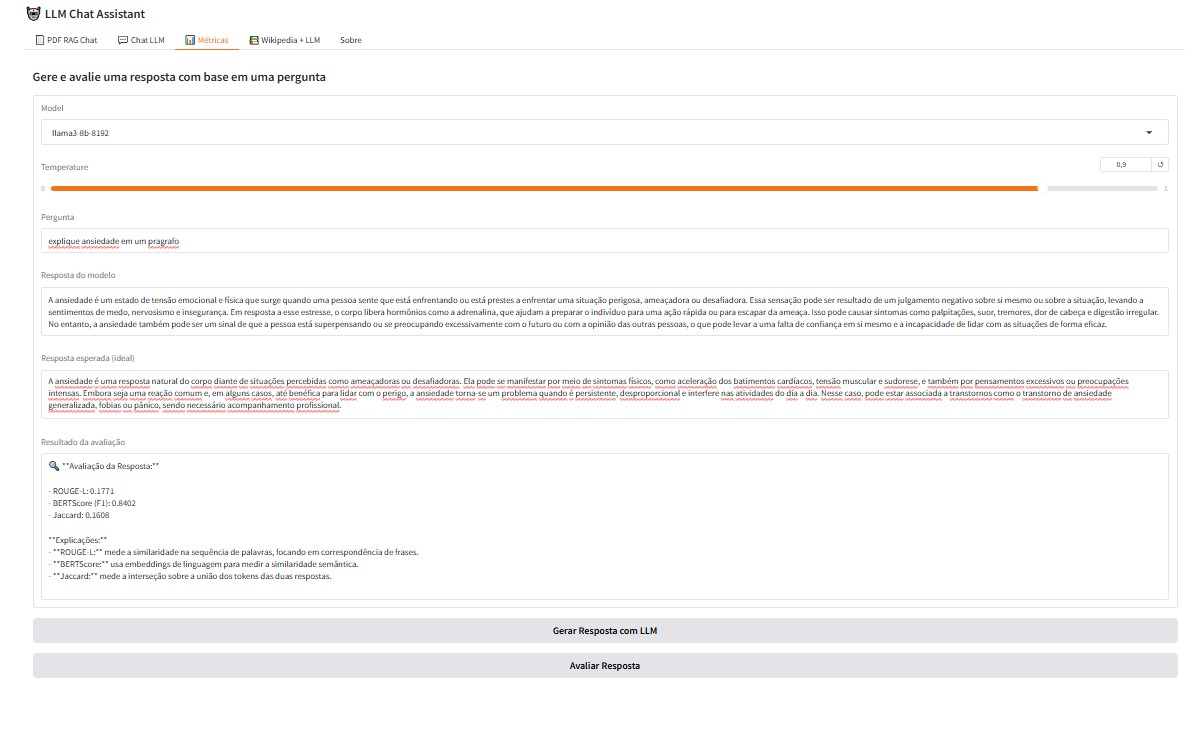 LLM Chat Assistant
PDF RAG Chat
Chat LLM
Métricas
Wikipedia + LLM
Sobre
Gere e avalie uma resposta com base em uma pergunta
Model
llama3-8b-8192
Temperature
0,9
0
1
Pergunta
explique ansiedade em um pragrafo
Resposta do modelo
A ansiedade é um estado de tensão emocional e física que surge quando uma pessoa sente que está enfrentando ou está prestes a enfrentar uma situação perigosa, ameaçadora ou desafiadora. Essa sensação pode ser resultado de um julgamento negativo sobre si mesmo ou sobre a situação, levando a
sentimentos de medo, nervosismo e insegurança. Em resposta a esse estresse, o corpo libera hormônios como a adrenalina, que ajudam a preparar o indivíduo para uma ação rápida ou para escapar da ameaça. Isso pode causar sintomas como palpitações, suor, tremores, dor de cabeça e digestão irregular.
No entanto, a ansiedade também pode ser um sinal de que a pessoa está superpensando ou se preocupando excessivamente com o futuro ou com a opinião das outras pessoas, o que pode levar a uma falta de confiança em si mesmo e a incapacidade de lidar com as situações de forma eficaz.
Resposta esperada (ideal)
A ansiedade é uma resposta natural do corpo diante de situações percebidas como ameaçadoras ou desafiadoras. Ela pode se manifestar por meio de sintomas físicos, como aceleração dos batimentos cardíacos, tensão muscular e sudorese, e também por pensamentos excessivos ou preocupações
intensas. Embora seja uma reação comum e, em alguns casos, até benéfica para lidar com o perigo, a ansiedade torna-se um problema quando é persistente, desproporcional e interfere nas atividades do dia a dia. Nesse caso, pode estar associada a transtornos como o transtorno de ansiedade
generalizada, fobias ou pânico, sendo necessário acompanhamento profissional.
Resultado da avaliação
**Avaliação da Resposta:**
- ROUGE-L: 0.1771
- BERTScore (F1): 0.8402
- Jaccard: 0.1608
**Explicações:**
- **ROUGE-L:** mede a similaridade na sequência de palavras, focando em correspondência de frases.
- **BERTScore:** usa embeddings de linguagem para medir a similaridade semântica.
- **Jaccard:** mede a interseção sobre a união dos tokens das duas respostas.
Gerar Resposta com LLM
Avaliar Resposta